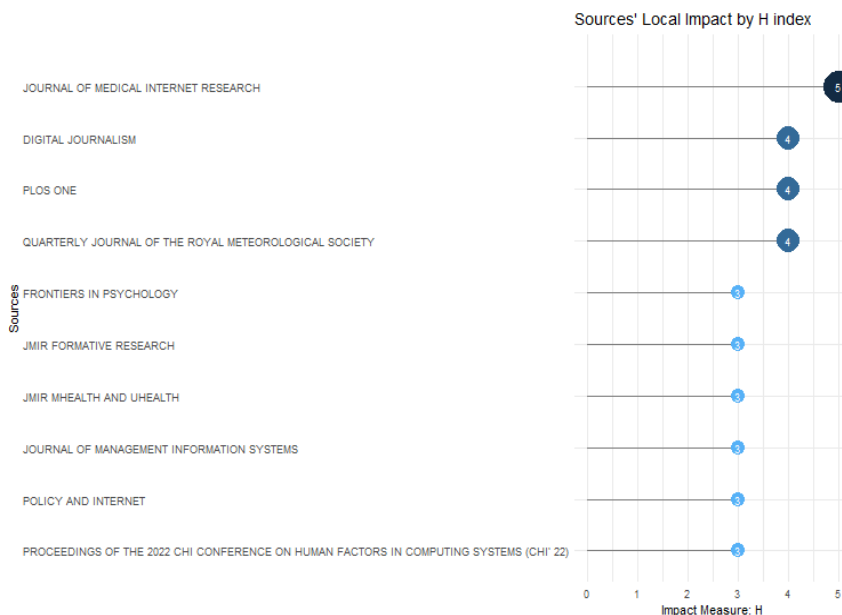 Sources' Local Impact by H index
JOURNAL OF MEDICAL INTERNET RESEARCH
5
DIGITAL JOURNALISM
4
PLOS ONE
4
QUARTERLY JOURNAL OF THE ROYAL METEOROLOGICAL SOCIETY
4
Sources
FRONTIERS IN PSYCHOLOGY
3
JMIR FORMATIVE RESEARCH
3
JMIR MHEALTH AND UHEALTH
3
JOURNAL OF MANAGEMENT INFORMATION SYSTEMS
3
POLICY AND INTERNET
3
PROCEEDINGS OF THE 2022 CHI CONFERENCE ON HUMAN FACTORS IN COMPUTING SYSTEMS (CHI' 22)
3
0 1 2 3 4 5
Impact Measure: H